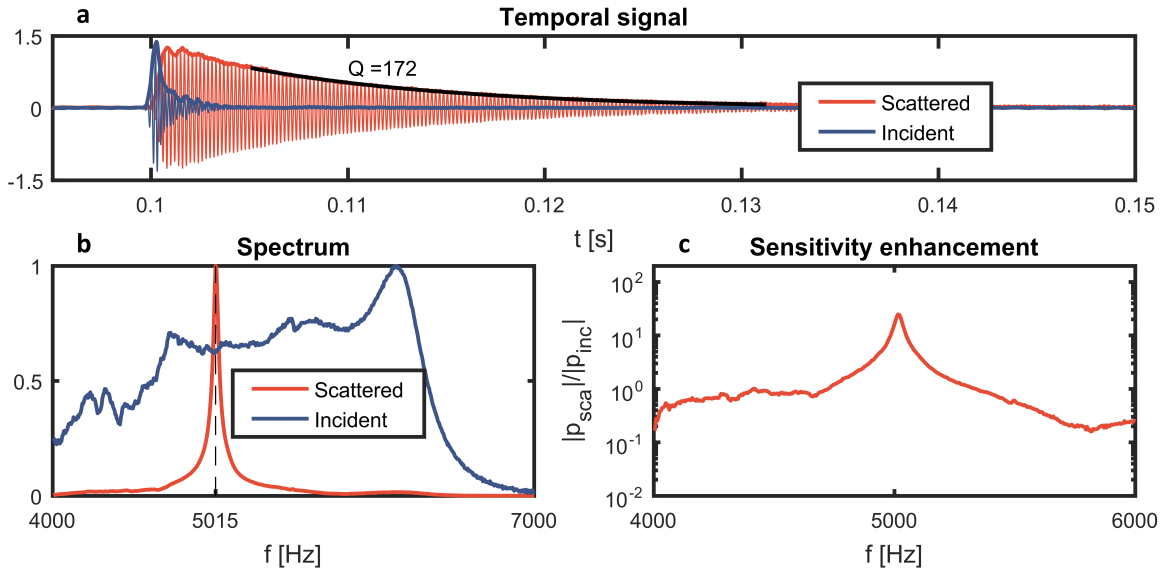 a
Temporal signal
1.5
0
-1.5
Q =172
Scattered
Incident
0.1
0.11
0.12
0.13
0.14
0.15
t [s]
b
Spectrum
1
0.5
0
Scattered
Incident
4000
5015
7000
f [Hz]
c
Sensitivity enhancement
|p_sca|/|p_inc|
10^2
10^1
10^0
10^-1
10^-2
4000
5000
6000
f [Hz]